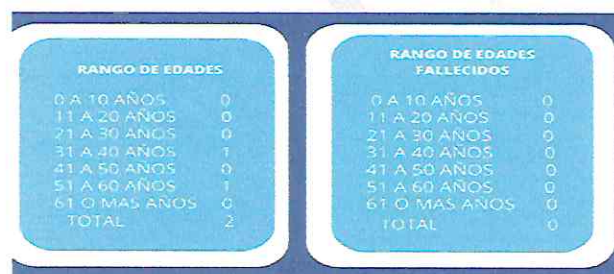 RANGO DE EDADES
0 A 10 AÑOS 0
11 A 20 AÑOS 0
21 A 30 AÑOS 0
31 A 40 AÑOS 1
41 A 50 AÑOS 0
51 A 60 AÑOS 1
61 O MAS AÑOS 0
TOTAL 2
RANGO DE EDADES
FALLECIDOS
0 A 10 AÑOS 0
11 A 20 AÑOS 0
21 A 30 AÑOS 0
31 A 40 AÑOS 0
41 A 50 AÑOS 0
51 A 60 AÑOS 0
61 O MAS AÑOS 0
TOTAL 0